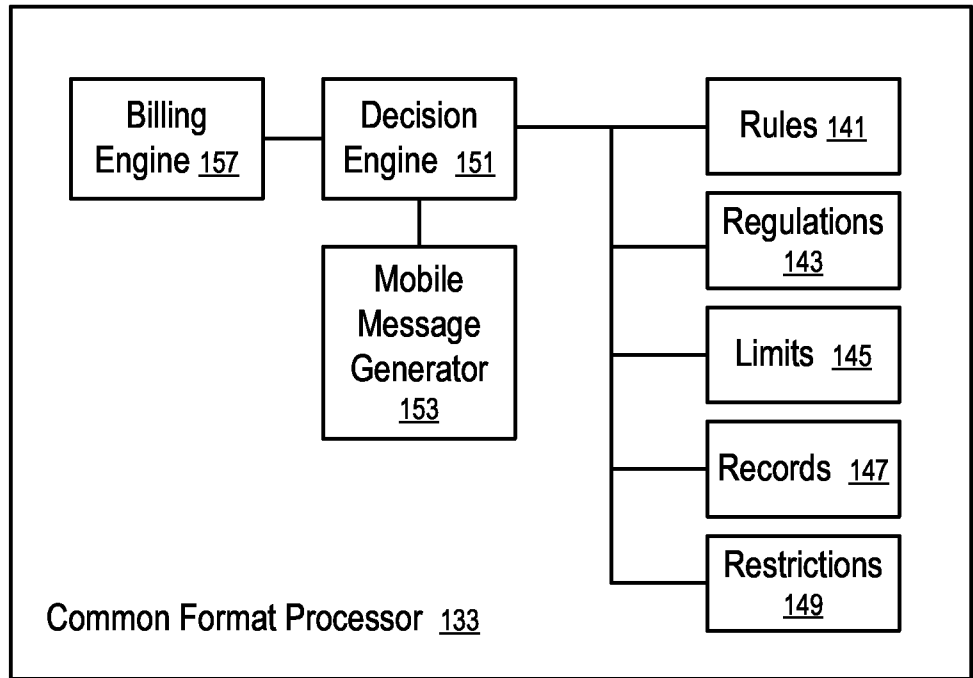 Billing
Engine 157
Decision
Engine 151
Mobile
Message
Generator
153
Rules 141
Regulations
143
Limits 145
Records 147
Restrictions
149
Common Format Processor 133